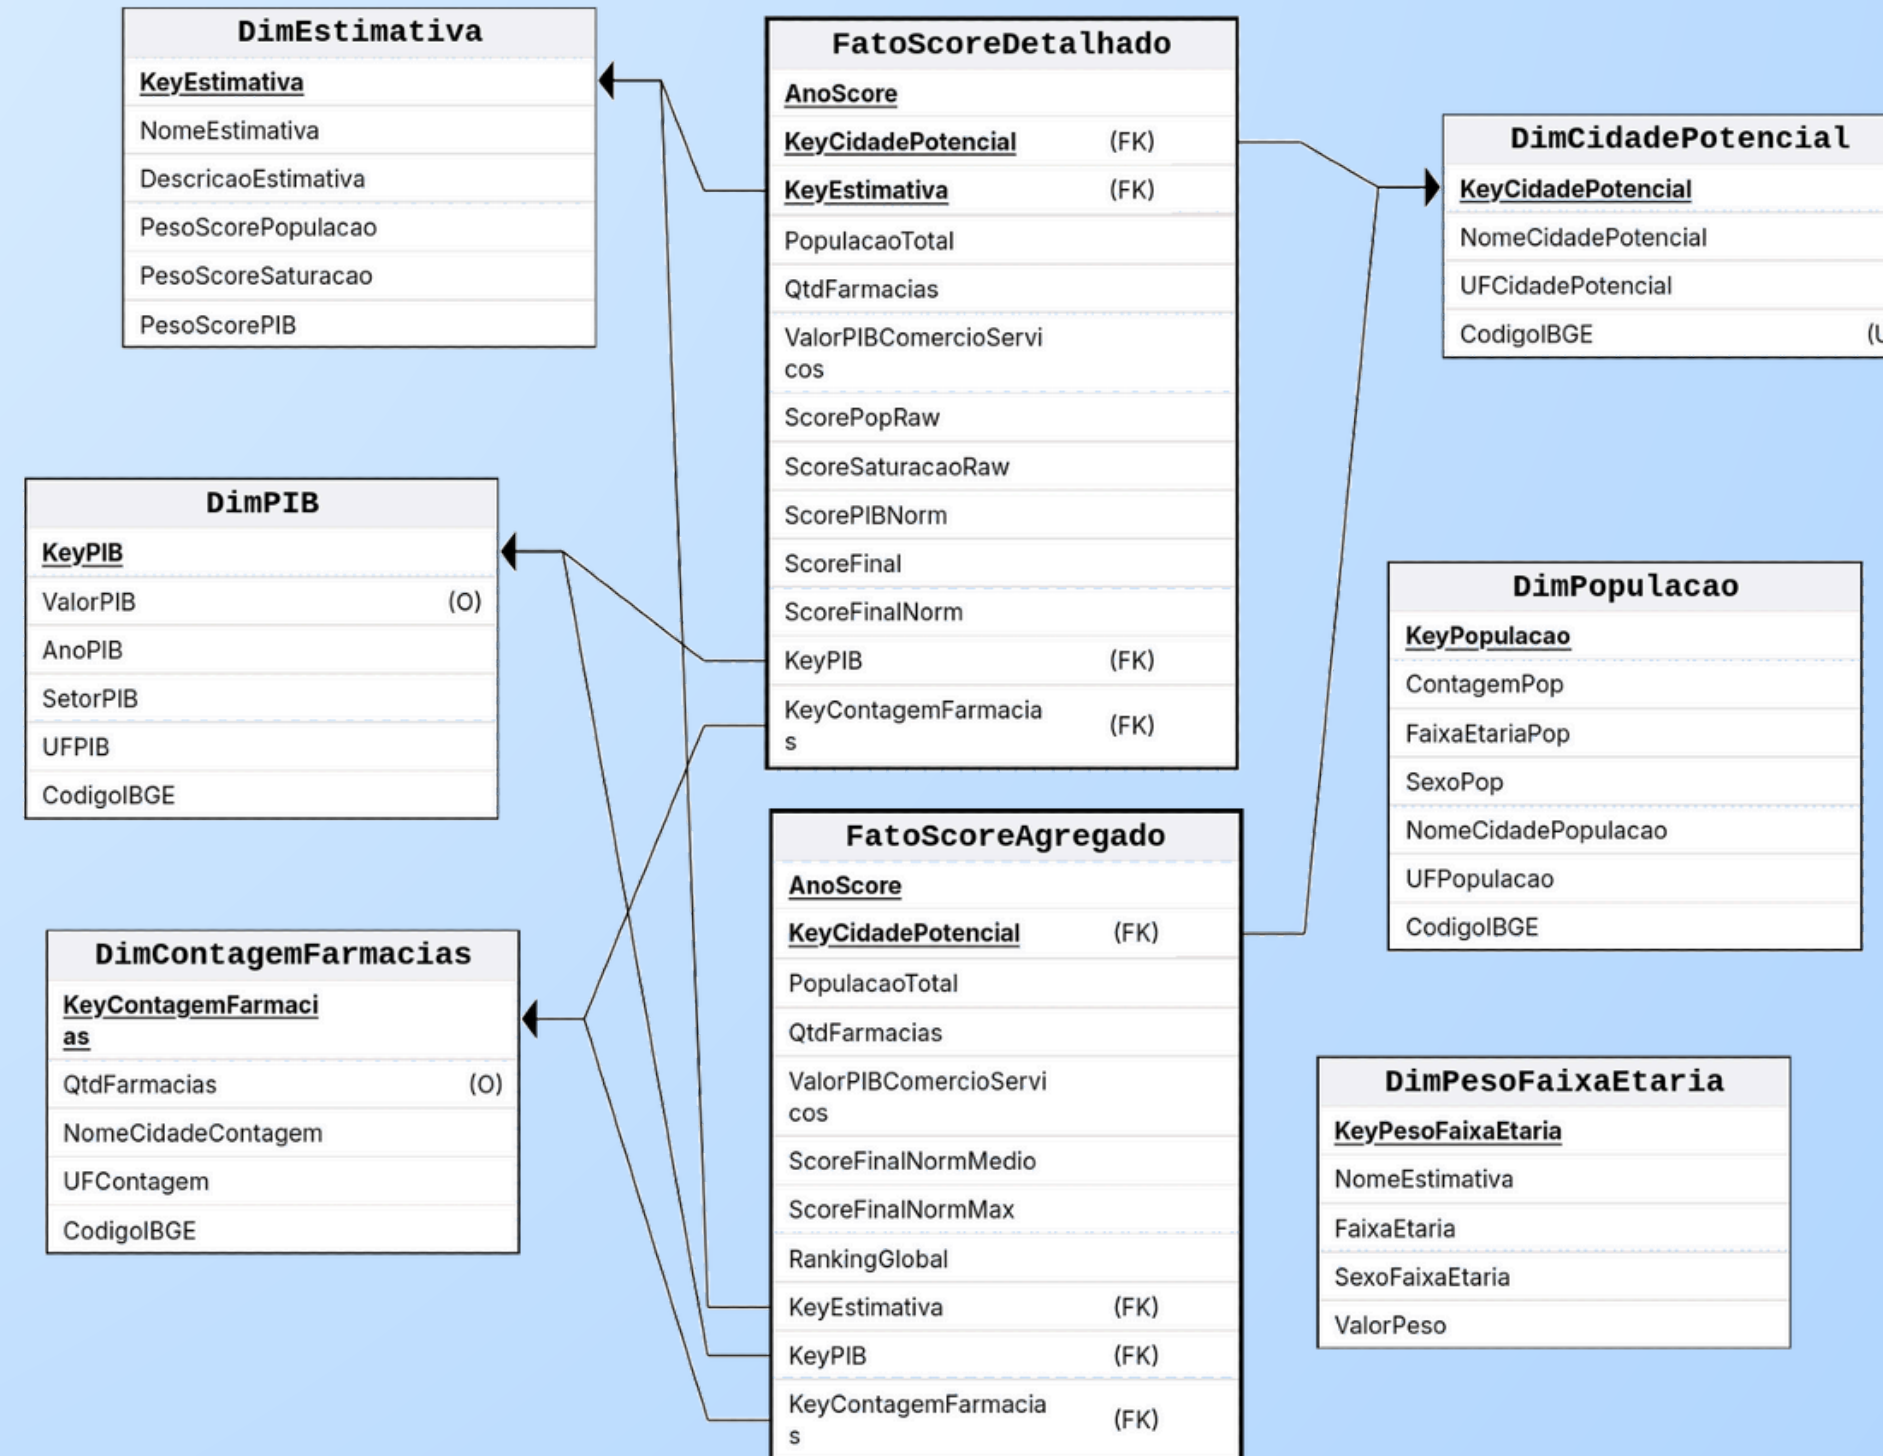 DimEstimativa
KeyEstimativa
NomeEstimativa
DescricaoEstimativa
PesoScorePopulacao
PesoScoreSaturacao
PesoScorePIB
FatoScoreDetalhado
AnoScore
KeyCidadePotencial (FK)
KeyEstimativa (FK)
PopulacaoTotal
QtdFarmacias
ValorPIBComercioServi
cos
ScorePopRaw
ScoreSaturacaoRaw
ScorePIBNorm
ScoreFinal
ScoreFinalNorm
KeyPIB (FK)
KeyContagemFarmacia (FK)
s
DimCidadePotencial
KeyCidadePotencial
NomeCidadePotencial
UFCidadePotencial
CodigoIBGE (U
DimPIB
KeyPIB
ValorPIB (O)
AnoPIB
SetorPIB
UFPIB
CodigoIBGE
DimPopulacao
KeyPopulacao
ContagemPop
FaixaEtariaPop
SexoPop
NomeCidadePopulacao
UFPopulacao
CodigoIBGE
DimContagemFarmacias
KeyContagemFarmaci
as
QtdFarmacias (O)
NomeCidadeContagem
UFContagem
CodigoIBGE
FatoScoreAgregado
AnoScore
KeyCidadePotencial (FK)
PopulacaoTotal
QtdFarmacias
ValorPIBComercioServi
cos
ScoreFinalNormMedio
ScoreFinalNormMax
RankingGlobal
KeyEstimativa (FK)
KeyPIB (FK)
KeyContagemFarmacia (FK)
s
DimPesoFaixaEtaria
KeyPesoFaixaEtaria
NomeEstimativa
FaixaEtaria
SexoFaixaEtaria
ValorPeso